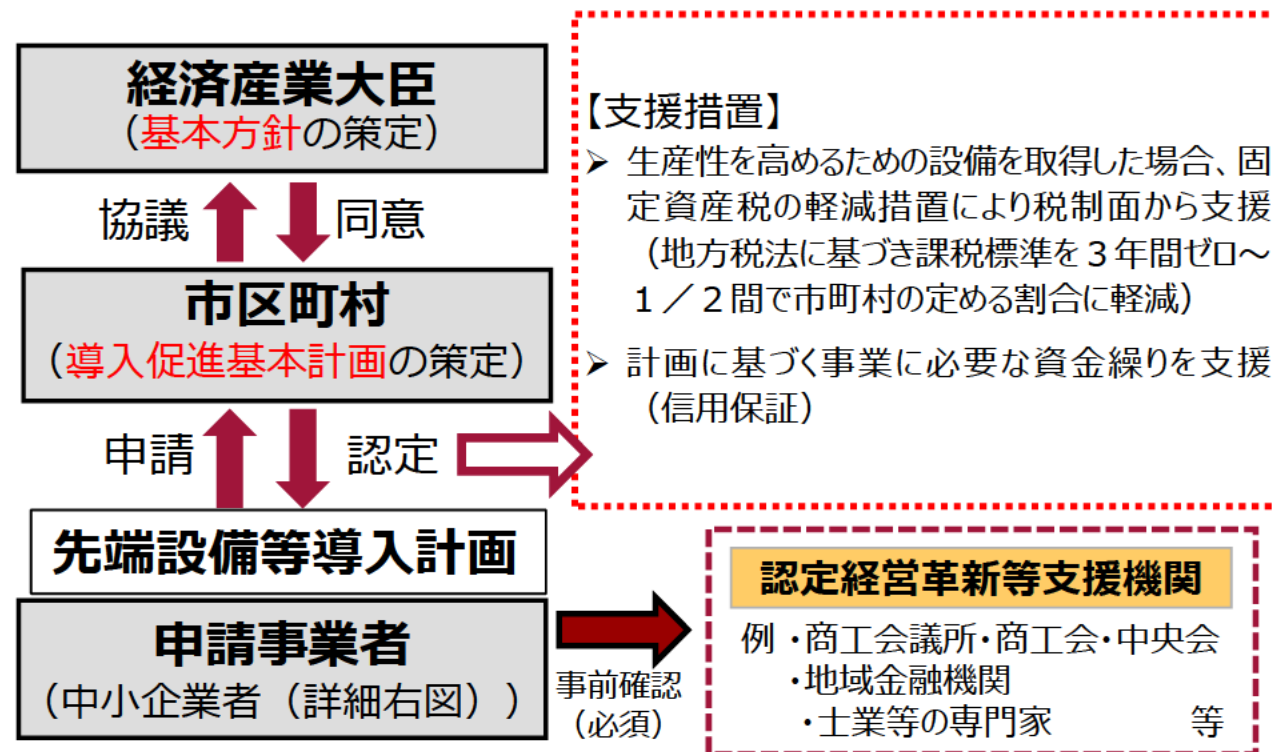 経済産業大臣
（基本方針の策定）
協議
同意
市区町村
（導入促進基本計画の策定）
申請
認定
先端設備等導入計画
申請事業者
（中小企業者（詳細右図））
【支援措置】
➢ 生産性を高めるための設備を取得した場合、固
定資産税の軽減措置により税制面から支援
（地方税法に基づき課税標準を３年間ゼロ～
１／２間で市町村の定める割合に軽減）
➢ 計画に基づく事業に必要な資金繰りを支援
（信用保証）
事前確認
（必須）
認定経営革新等支援機関
例 ・商工会議所・商工会・中央会
・地域金融機関
・士業等の専門家 等